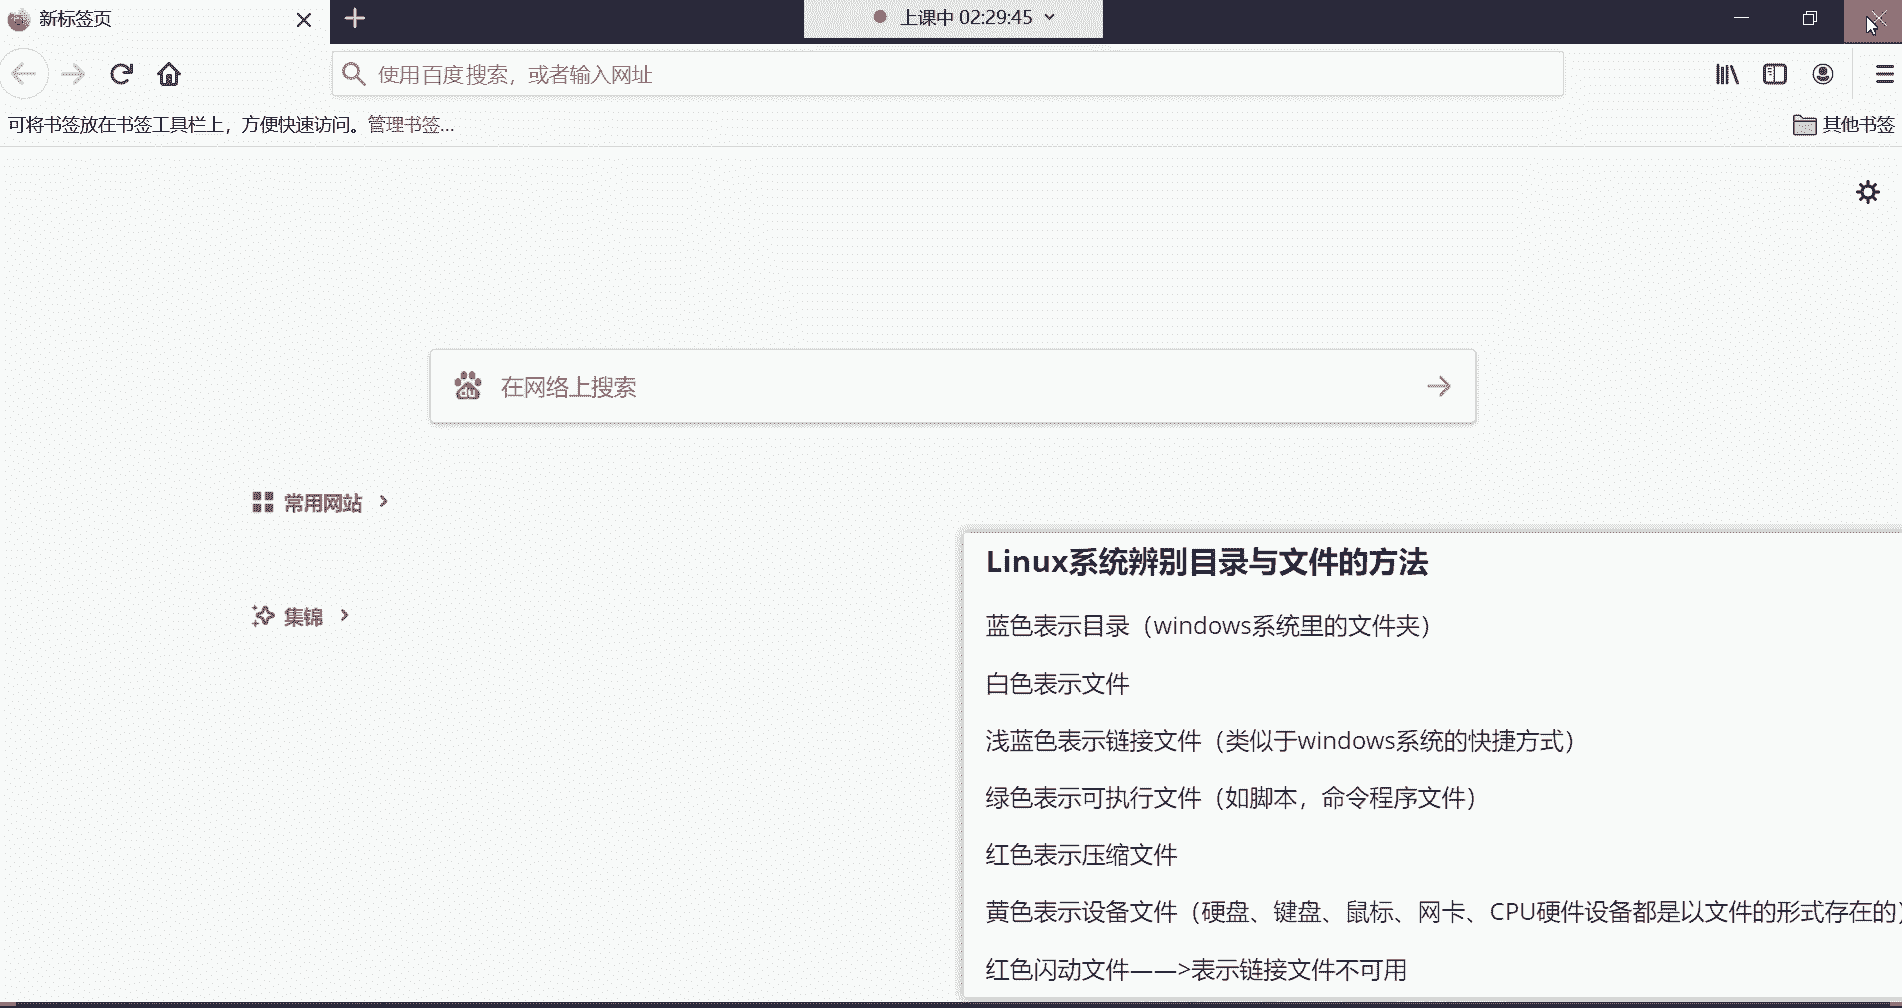 新标签页
上课中 02:29:45
使用百度搜索，或者输入网址
可将书签放在书签工具栏上，方便快速访问。管理书签...
其他书签
在网络上搜索
常用网站
集锦
Linux系统辨别目录与文件的方法
蓝色表示目录（windows系统里的文件夹）
白色表示文件
浅蓝色表示链接文件（类似于windows系统的快捷方式）
绿色表示可执行文件（如脚本，命令程序文件）
红色表示压缩文件
黄色表示设备文件（硬盘、键盘、鼠标、网卡、CPU硬件设备都是以文件的形式存在的）
红色闪动文件——>表示链接文件不可用